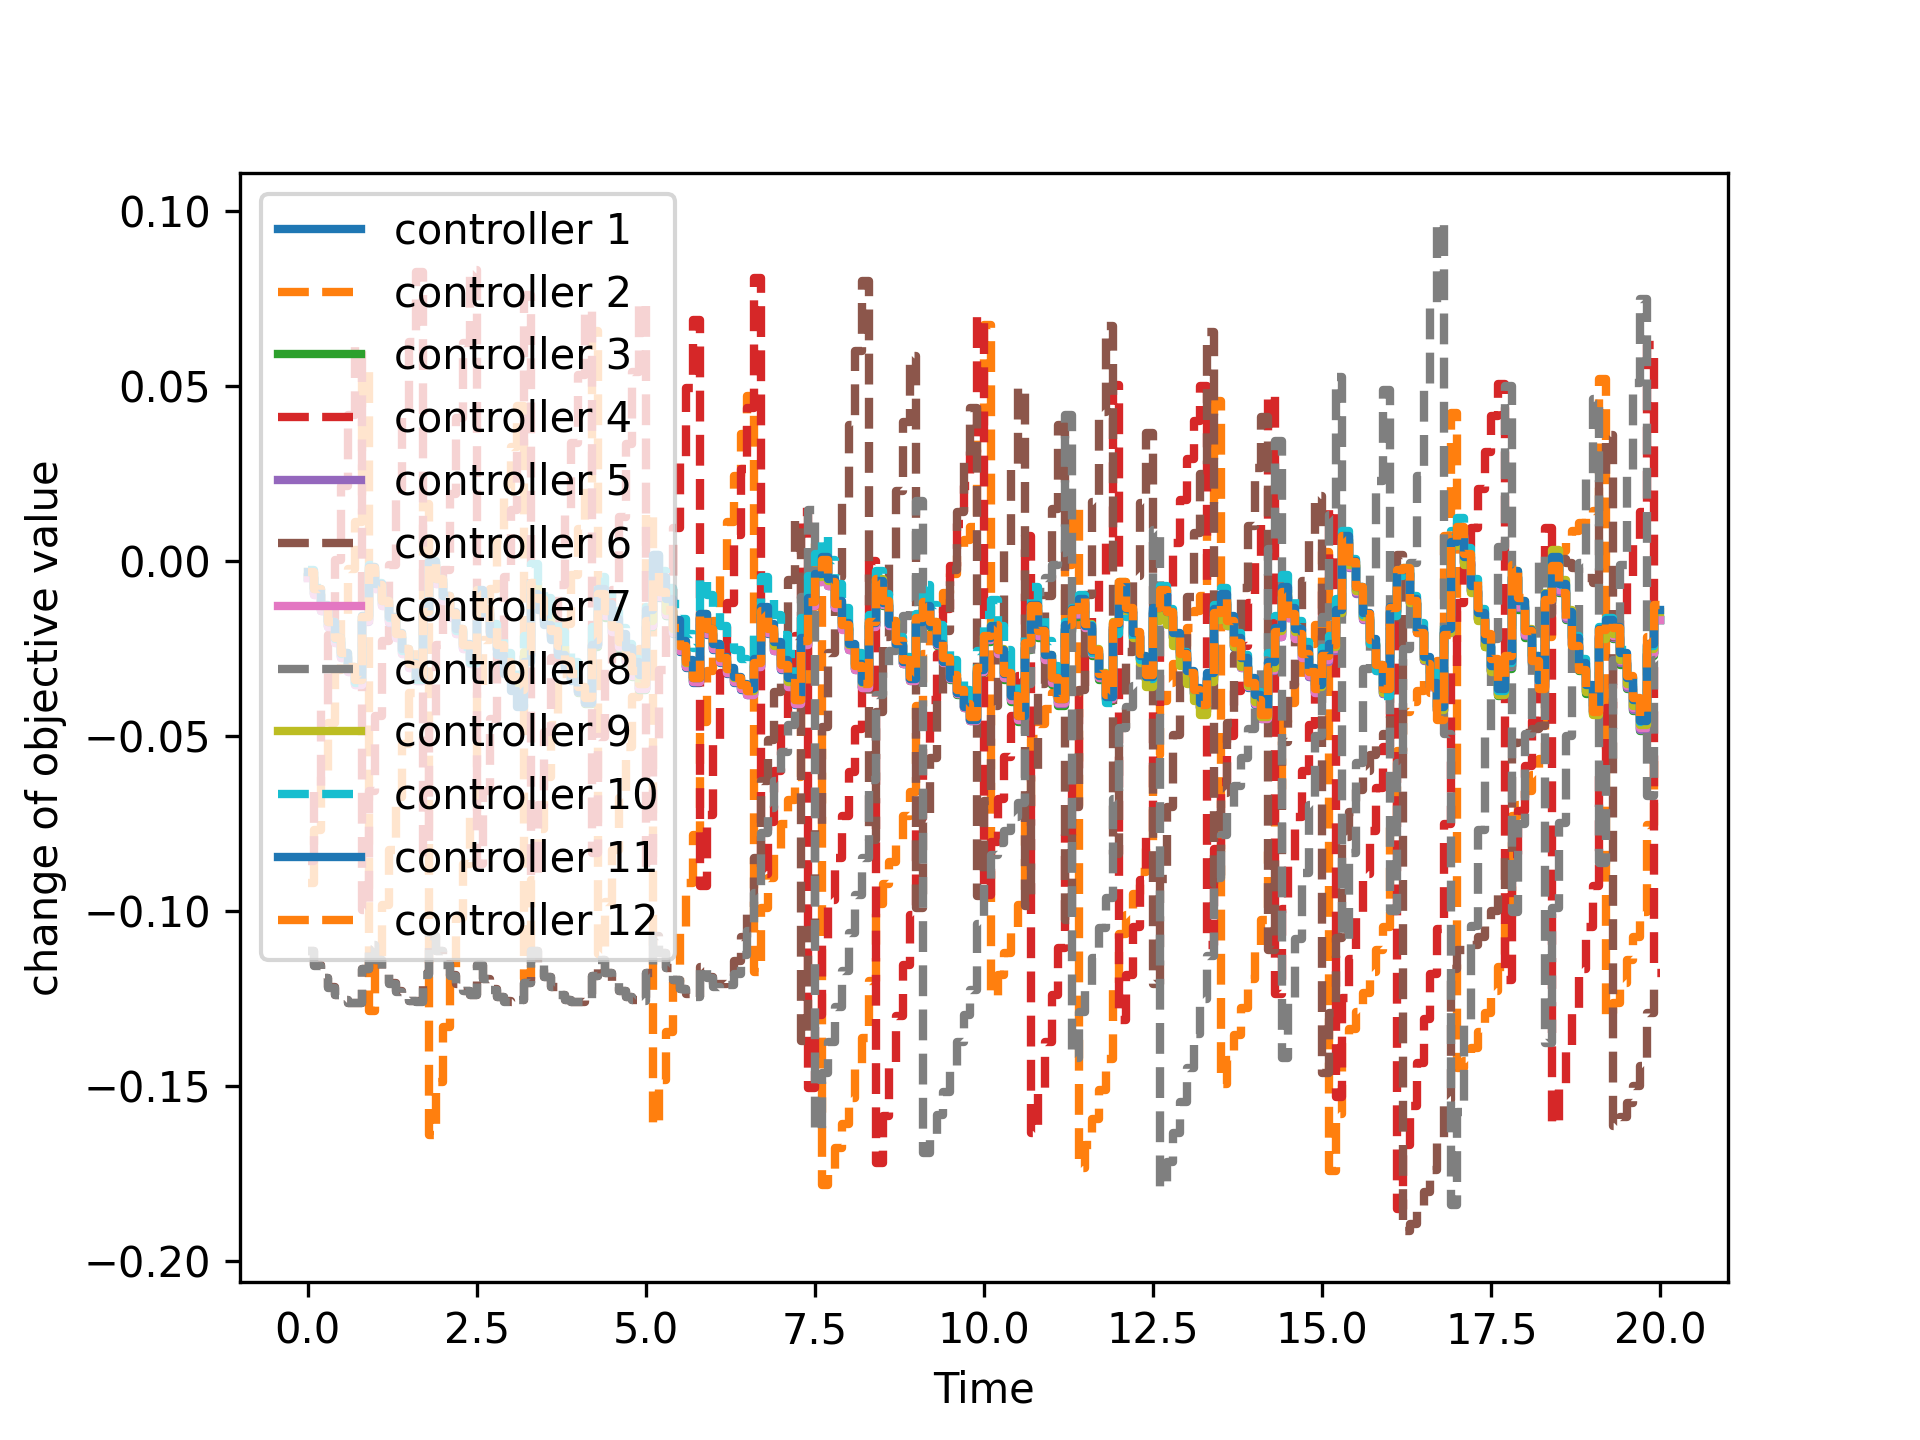 0.10
0.05
0.00
−0.05
−0.10
−0.15
−0.20
change of objective value
controller 1
controller 2
controller 3
controller 4
controller 5
controller 6
controller 7
controller 8
controller 9
controller 10
controller 11
controller 12
0.0 2.5 5.0 7.5 10.0 12.5 15.0 17.5 20.0
Time